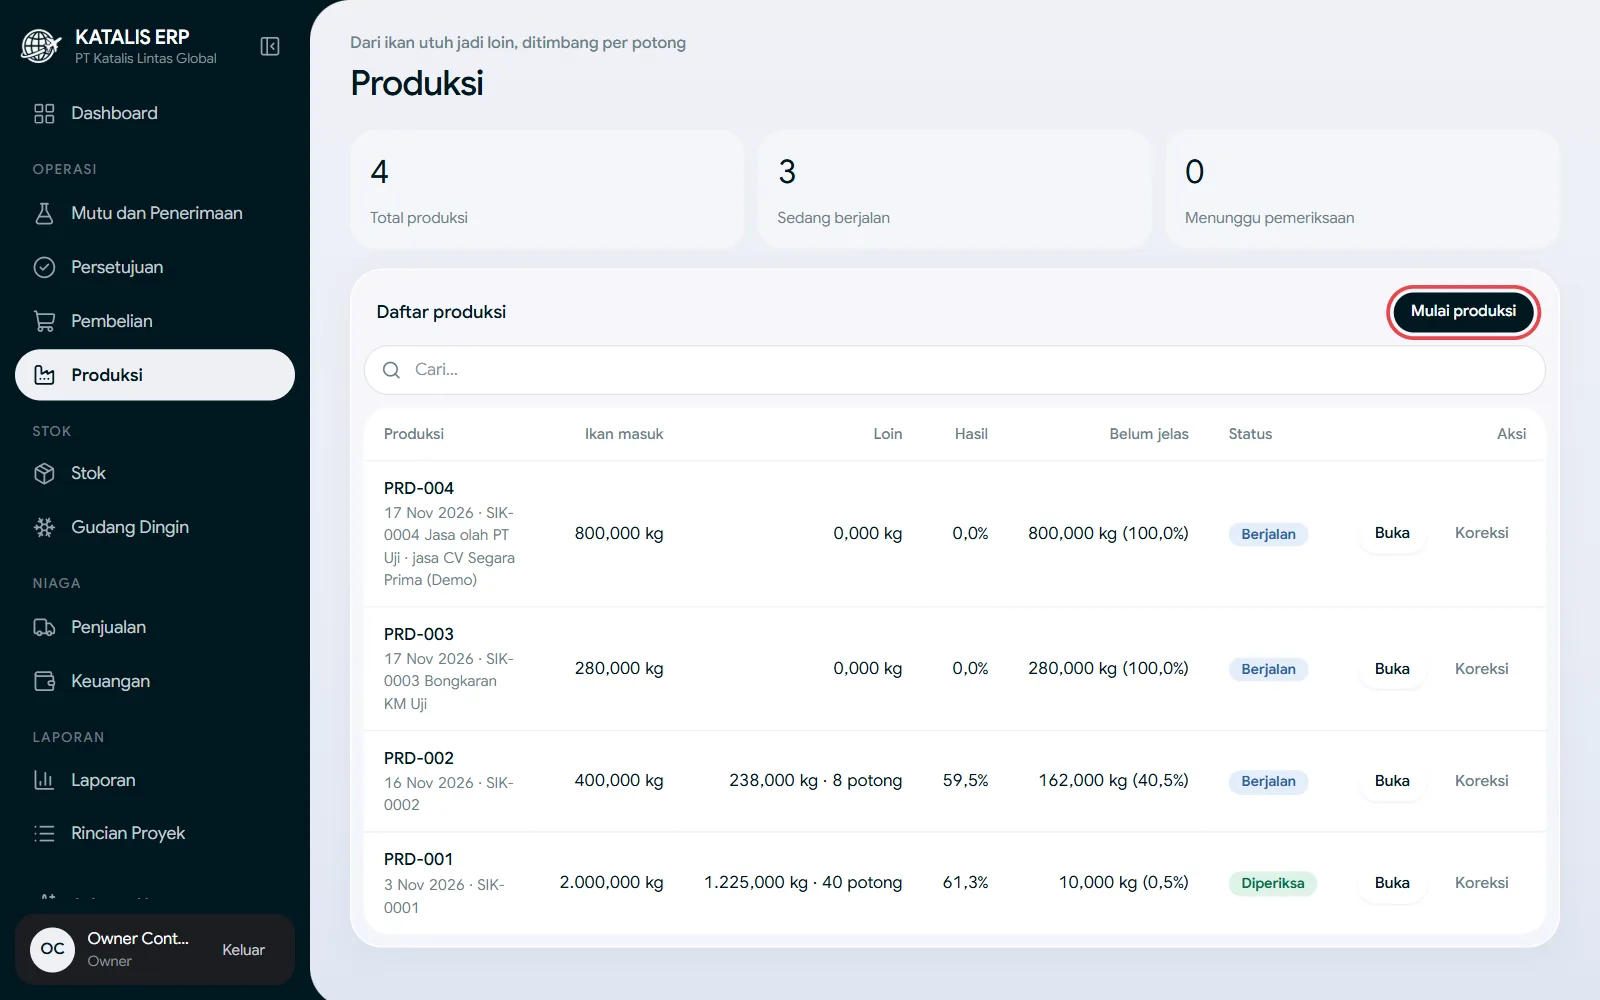 KATALIS ERP
PT Katalis Lintas Global
Dashboard
OPERASI
Mutu dan Penerimaan
Persetujuan
Pembelian
Produksi
STOK
Stok
Gudang Dingin
NIAGA
Penjualan
Keuangan
LAPORAN
Laporan
Rincian Proyek
OC
Owner Cont...
Owner
Keluar
Dari ikan utuh jadi loin, ditimbang per potong
Produksi
4
Total produksi
3
Sedang berjalan
0
Menunggu pemeriksaan
Daftar produksi
Mulai produksi
Cari...
Produksi Ikan masuk Loin Hasil Belum jelas Status Aksi
PRD-004
17 Nov 2026 · SIK-
0004 Jasa olah PT
Uji · jasa CV Segara
Prima (Demo)
800,000 kg 0,000 kg 0,0% 800,000 kg (100,0%) Berjalan Buka Koreksi
PRD-003
17 Nov 2026 · SIK-
0003 Bongkaran
KM Uji
280,000 kg 0,000 kg 0,0% 280,000 kg (100,0%) Berjalan Buka Koreksi
PRD-002
16 Nov 2026 · SIK-
0002
400,000 kg 238,000 kg · 8 potong 59,5% 162,000 kg (40,5%) Berjalan Buka Koreksi
PRD-001
3 Nov 2026 · SIK-
0001
2.000,000 kg 1.225,000 kg · 40 potong 61,3% 10,000 kg (0,5%) Diperiksa Buka Koreksi